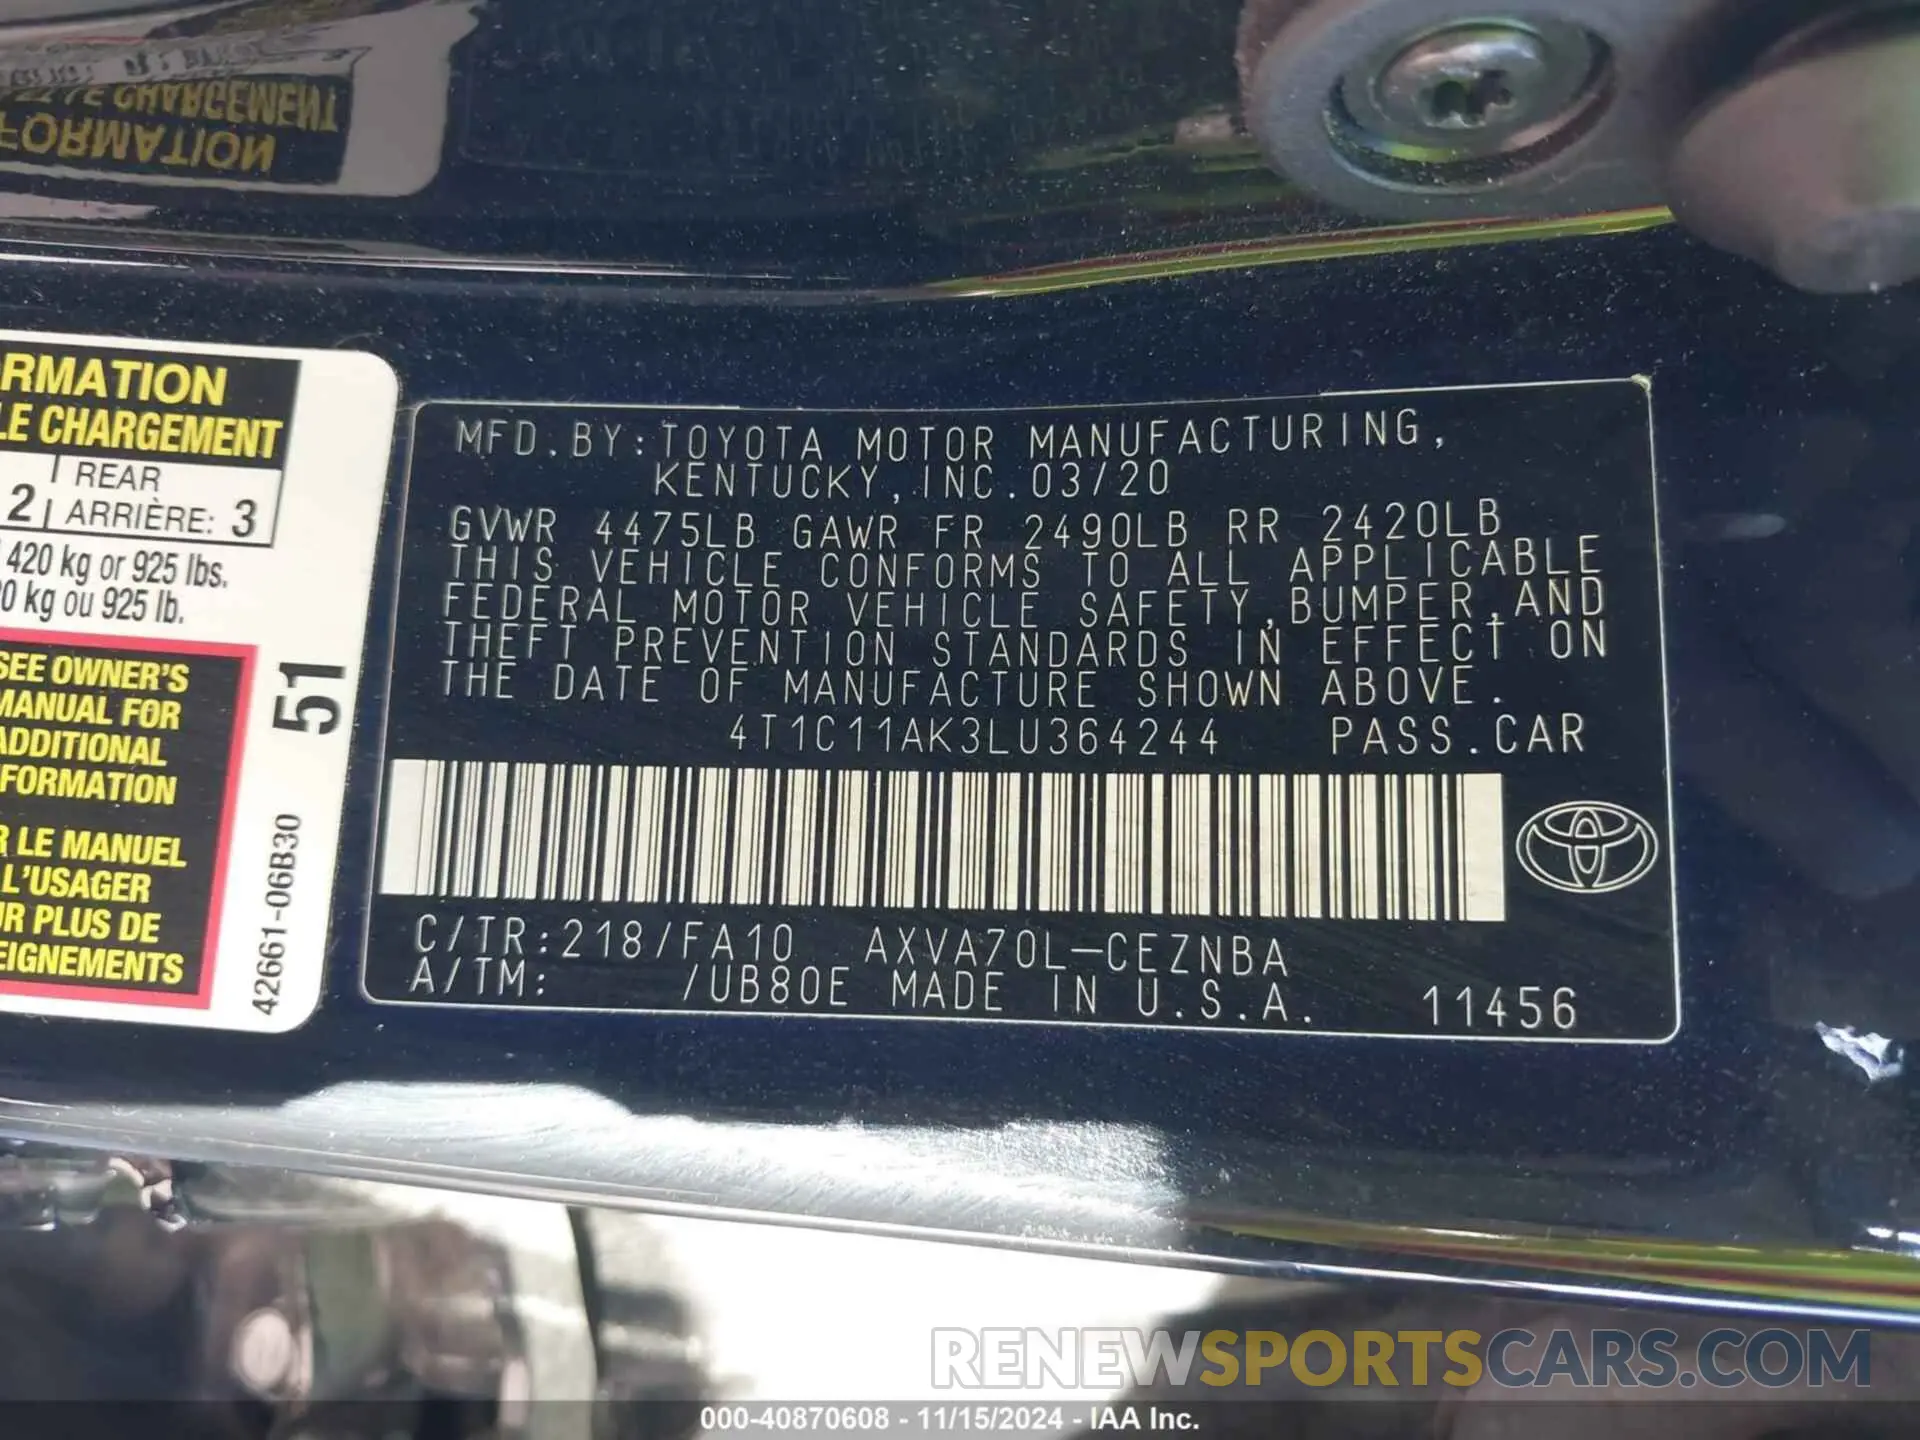 FORMATION
LE CHARGEMENT
RMATION
LE CHARGEMENT
2 REAR
ARRIÈRE: 3
420 kg or 925 lbs.
0 kg ou 925 lb.
SEE OWNER'S
MANUAL FOR
ADDITIONAL
FORMATION
R LE MANUEL
L'USAGER
UR PLUS DE
EIGNEMENTS
51
42661-06B30
MFD.BY:TOYOTA MOTOR MANUFACTURING,
KENTUCKY,INC.03/20
GVWR 4475LB GAWR FR 2490LB RR 2420LB
THIS VEHICLE CONFORMS TO ALL APPLICABLE
FEDERAL MOTOR VEHICLE SAFETY,BUMPER,AND
THEFT PREVENTION STANDARDS IN EFFECT ON
THE DATE OF MANUFACTURE SHOWN ABOVE.
4T1C11AK3LU364244 PASS.CAR
C/TR:218/FA10 AXVA70L-CEZNBA
A/TM: /UB80E MADE IN U.S.A. 11456
RENEWSPORTSCARS.COM
000-40870608 - 11/15/2024 - IAA Inc.